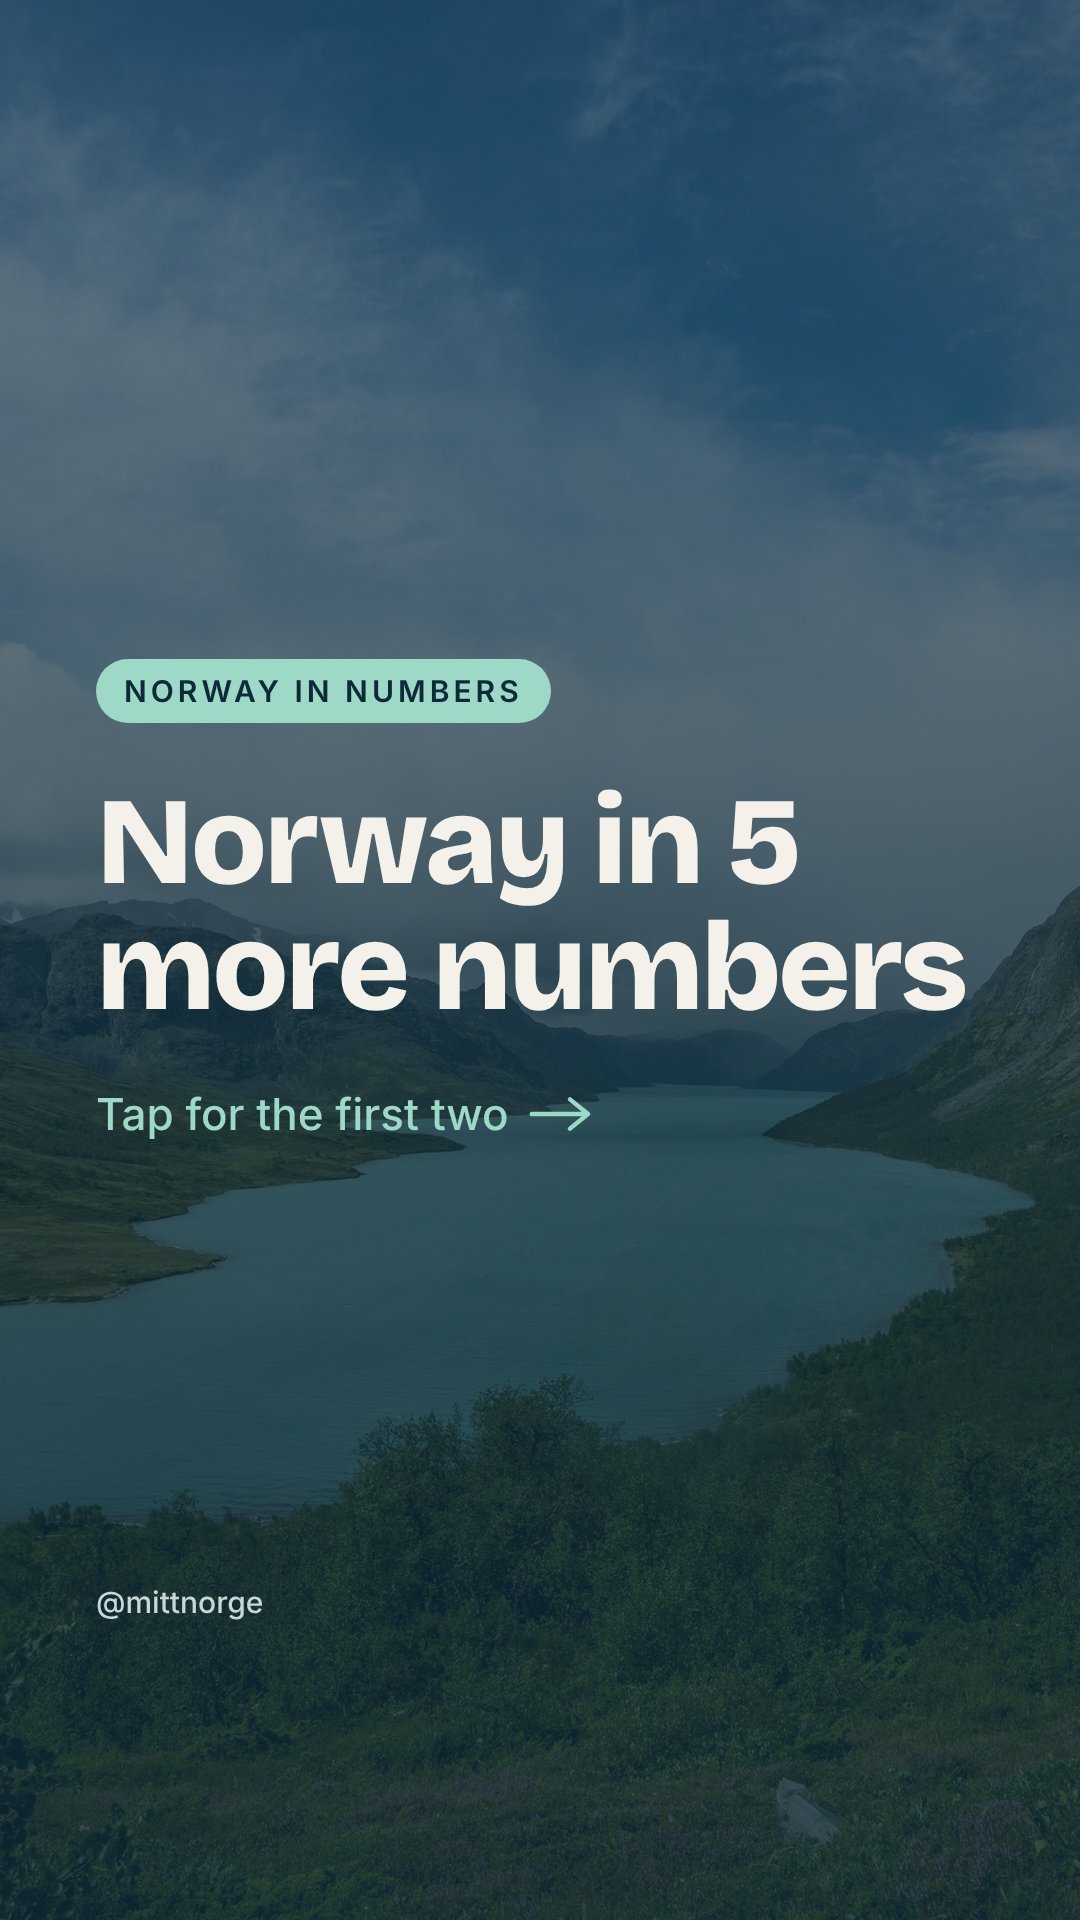 NORWAY IN NUMBERS
Norway in 5
more numbers
Tap for the first two →
@mittnorge